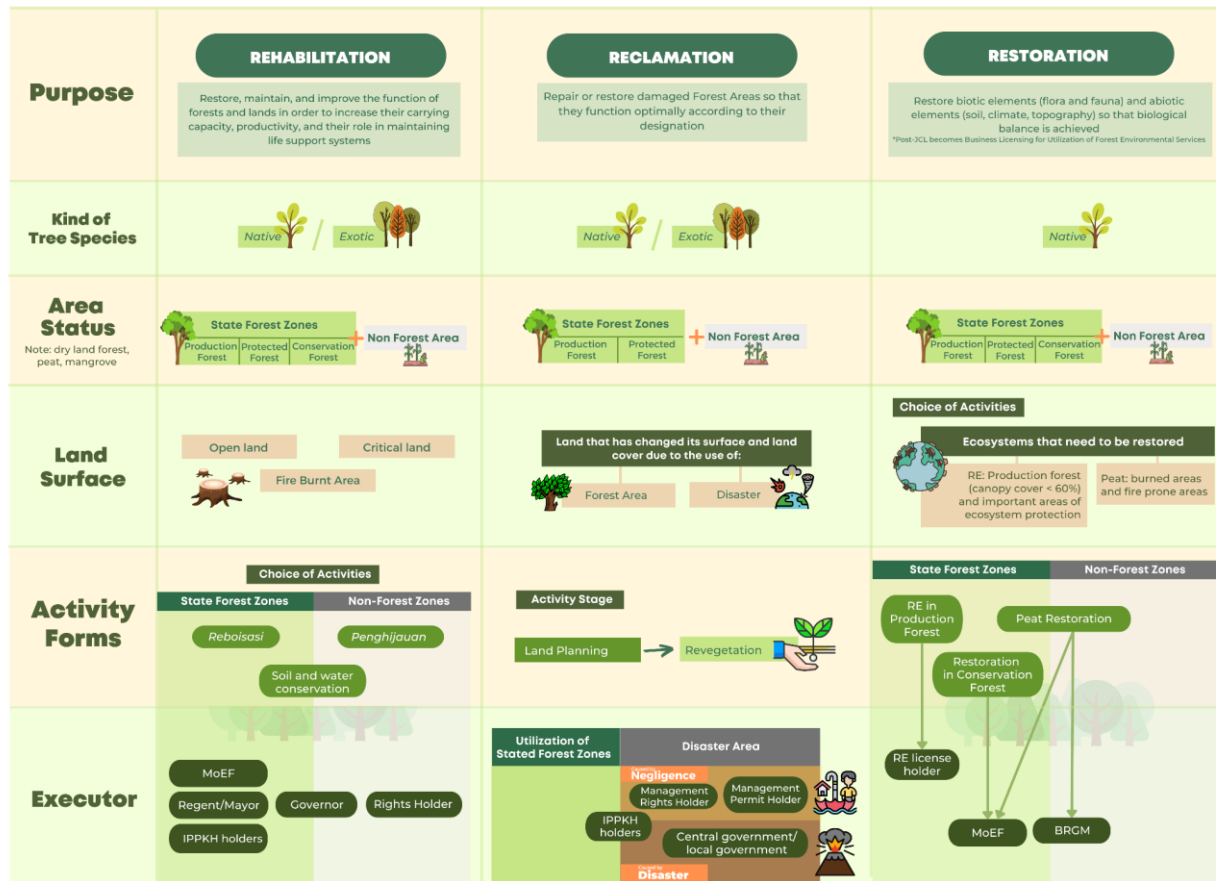 REHABILITATION
RECLAMATION
RESTORATION
Purpose
Restore, maintain, and improve the function of
forests and lands in order to increase their carrying
capacity, productivity, and their role in maintaining
life support systems
Repair or restore damaged Forest Areas so that
they function optimally according to their
designation
Restore biotic elements (flora and fauna) and abiotic
elements (soil, climate, topography) so that biological
balance is achieved
*Post-JCL becomes Business Licensing for Utilization of Forest Environmental Services
Kind of
Tree Species
Native / Exotic
Native / Exotic
Native
Area
Status
Note: dry land forest,
peat, mangrove
State Forest Zones
Production
Forest
Protected
Forest
Conservation
Forest
+
Non Forest Area
State Forest Zones
Production
Forest
Protected
Forest
+
Non Forest Area
State Forest Zones
Production
Forest
Protected
Forest
Conservation
Forest
+
Non Forest Area
Land
Surface
Open land
Critical land
Fire Burnt Area
Land that has changed its surface and land
cover due to the use of:
Forest Area
Disaster
Choice of Activities
Ecosystems that need to be restored
RE: Production forest
(canopy cover < 60%)
and important areas of
ecosystem protection
Peat: burned areas
and fire prone areas
Activity
Forms
Choice of Activities
State Forest Zones
Non-Forest Zones
Reboisasi
Penghijauan
Soil and water
conservation
Activity Stage
Land Planning
Revegetation
State Forest Zones
Non-Forest Zones
RE in
Production
Forest
Peat Restoration
Restoration
in Conservation
Forest
Executor
MoEF
Regent/Mayor
Governor
Rights Holder
IPPKH holders
Utilization of
Stated Forest Zones
Disaster Area
Caused by
Negligence
Management
Rights Holder
Management
Permit Holder
IPPKH
holders
Central government/
local government
Caused by
Disaster
RE license
holder
MoEF
BRGM